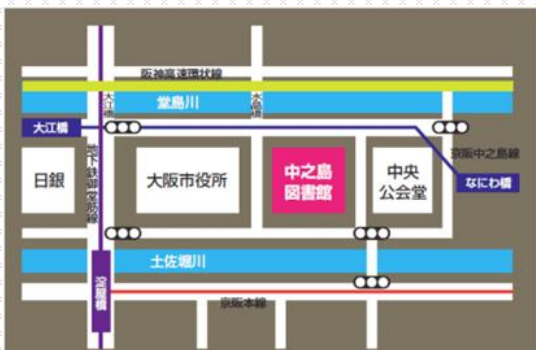 阪神高速環状線
大江橋
水晶橋
堂島川
大江橋
京阪中之島線
なにわ橋
日銀
地下鉄御堂筋線
大阪市役所
中之島
図書館
中央
公会堂
土佐堀川
淀屋橋
京阪本線